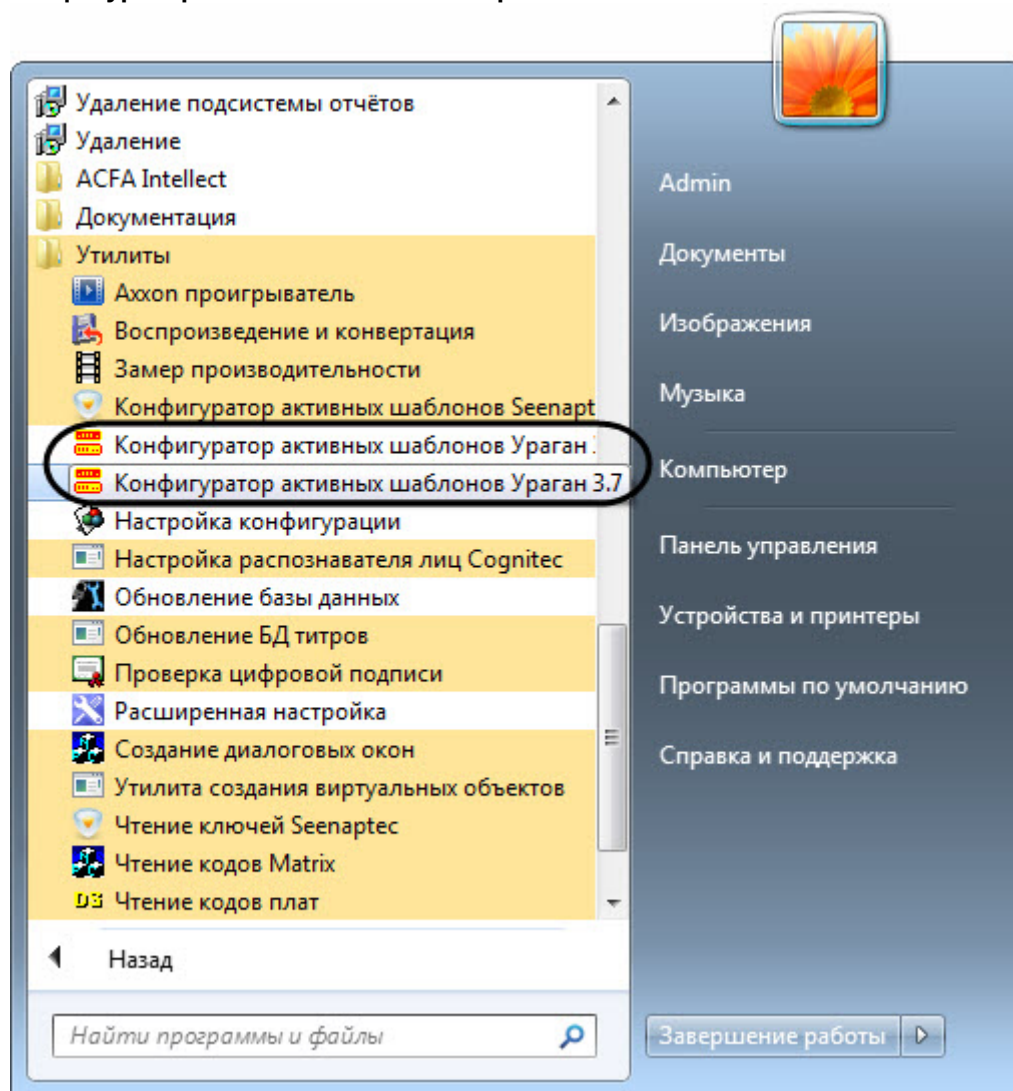 Удаление подсистемы отчётов
Удаление
ACFA Intellect
Документация
Утилиты
Axxon проигрыватель
Воспроизведение и конвертация
Замер производительности
Конфигуратор активных шаблонов Seenapt
Конфигуратор активных шаблонов Ураган
Конфигуратор активных шаблонов Ураган 3.7
Настройка конфигурации
Настройка распознавателя лиц Cognitec
Обновление базы данных
Обновление БД титров
Проверка цифровой подписи
Расширенная настройка
Создание диалоговых окон
Утилита создания виртуальных объектов
Чтение ключей Seenaptec
Чтение кодов Matrix
Чтение кодов плат
Назад
Найти программы и файлы
Admin
Документы
Изображения
Музыка
Компьютер
Панель управления
Устройства и принтеры
Программы по умолчанию
Справка и поддержка
Завершение работы